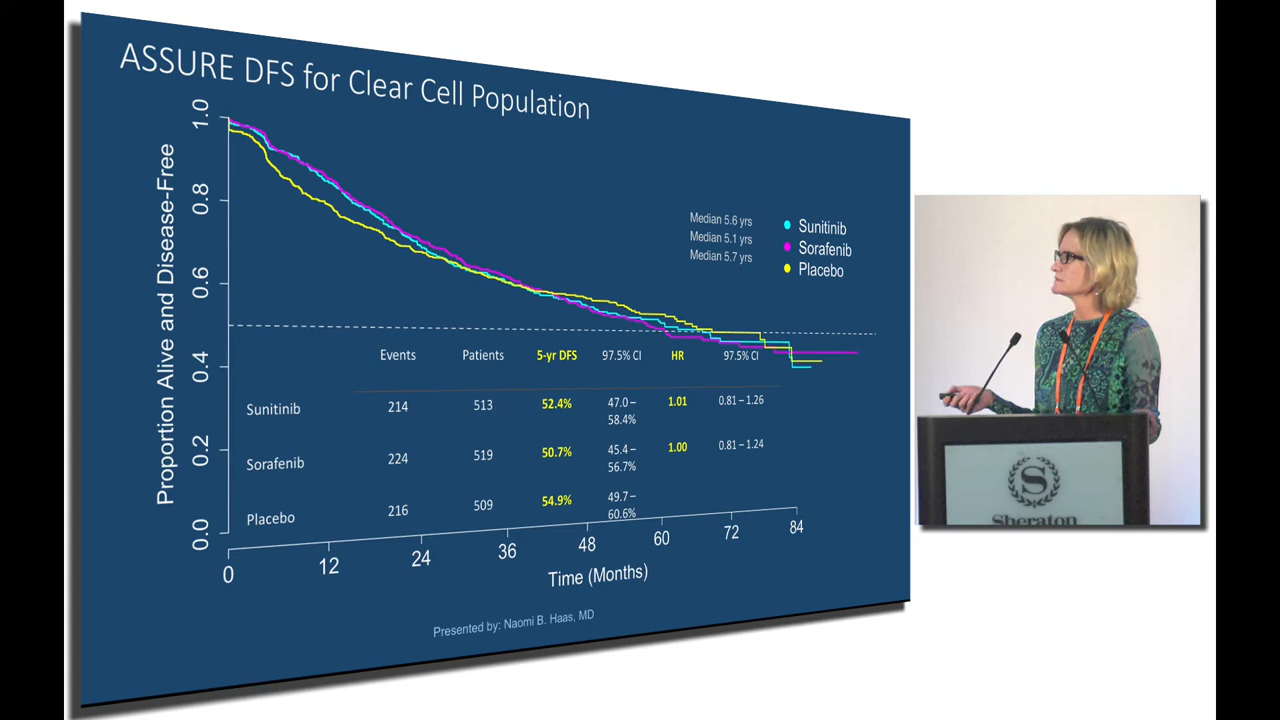 ASSURE DFS for Clear Cell Population
Proportion Alive and Disease-Free
1.0
0.8
0.6
0.4
0.2
0.0
Median 5.6 yrs
Median 5.1 yrs
Median 5.7 yrs
Sunitinib
Sorafenib
Placebo
Events Patients 5-yr DFS 97.5% CI HR 97.5% CI
Sunitinib 214 513 52.4% 47.0 – 58.4% 1.01 0.81 – 1.26
Sorafenib 224 519 50.7% 45.4 – 56.7% 1.00 0.81 – 1.24
Placebo 216 509 54.9% 49.7 – 60.6%
0 12 24 36 48 60 72 84
Time (Months)
Presented by: Naomi B. Haas, MD
S
Sheraton